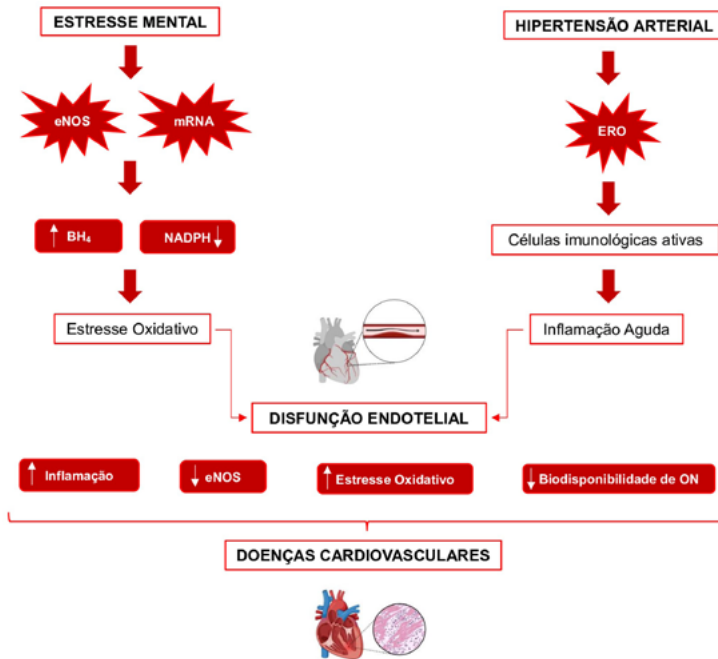 ESTRESSE MENTAL
HIPERTENSÃO ARTERIAL
eNOS
mRNA
ERO
↑ BH₄
NADPH ↓
Células imunológicas ativas
Estresse Oxidativo
Inflamação Aguda
DISFUNÇÃO ENDOTELIAL
↑ Inflamação
↓ eNOS
↑ Estresse Oxidativo
↓ Biodisponibilidade de ON
DOENÇAS CARDIOVASCULARES